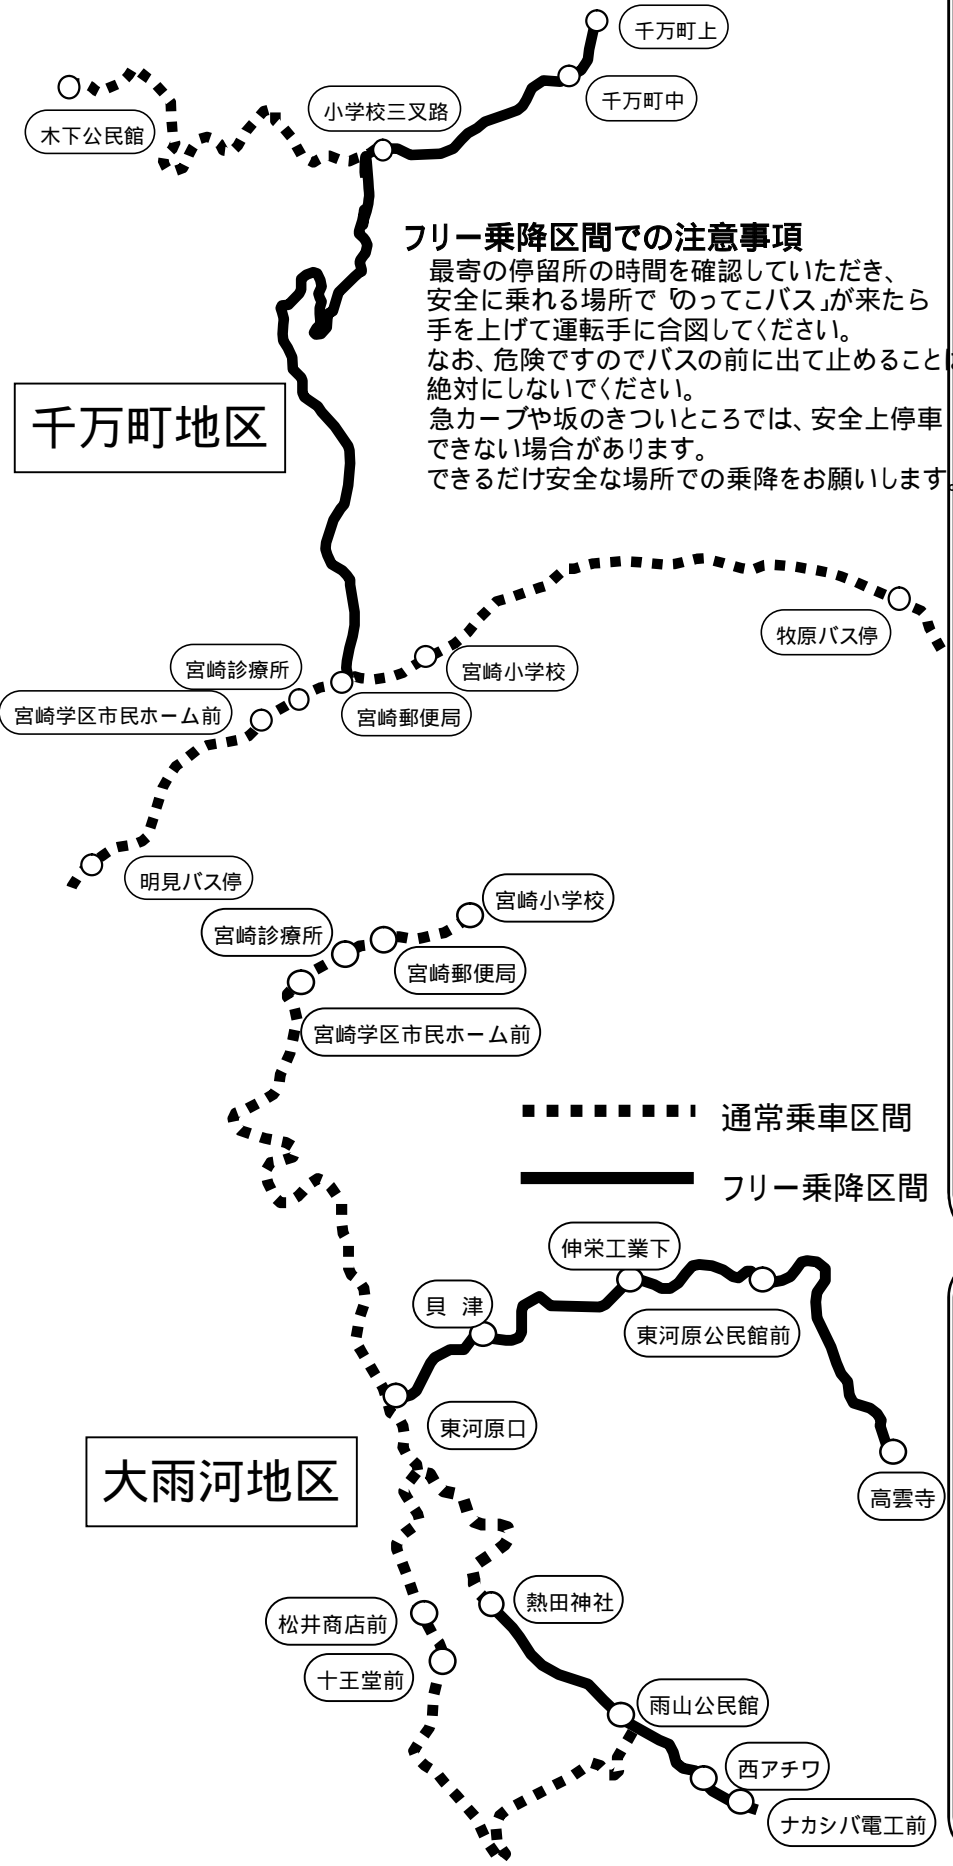 千万町上
千万町中
小学校三叉路
木下公民館
フリー乗降区間での注意事項
最寄の停留所の時間を確認していただき、
安全に乗れる場所で「のってこバス」が来たら
手を上げて運転手に合図してください。
なお、危険ですのでバスの前に出て止めることは
絶対にしないでください。
急カーブや坂のきついところでは、安全上停車
できない場合があります。
できるだけ安全な場所での乗降をお願いします。
千万町地区
牧原バス停
宮崎診療所
宮崎小学校
宮崎学区市民ホーム前
宮崎郵便局
明見バス停
宮崎小学校
宮崎診療所
宮崎郵便局
宮崎学区市民ホーム前
通常乗車区間
フリー乗降区間
伸栄工業下
貝 津
東河原公民館前
東河原口
大雨河地区
高雲寺
熱田神社
松井商店前
十王堂前
雨山公民館
西アチワ
ナカシバ電工前